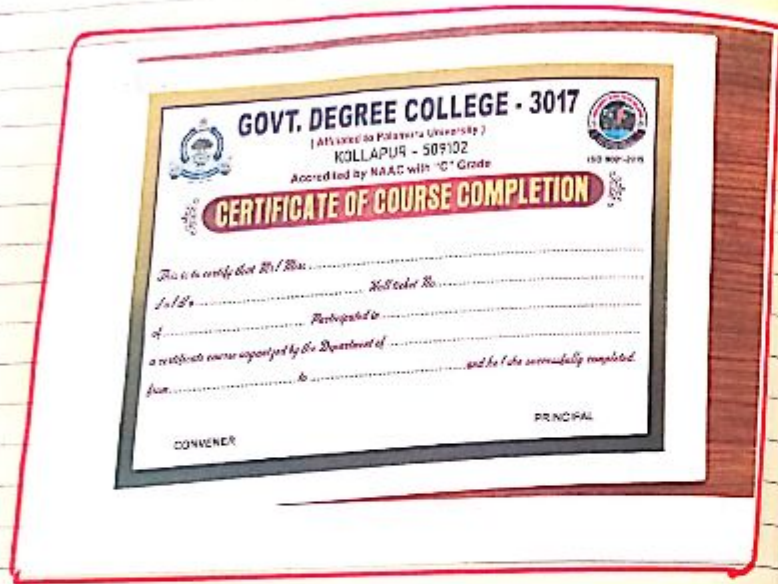 GOVT. DEGREE COLLEGE - 3017
( Affiliated to Palamuru University )
KOLLAPUR - 509102
Accredited by NAAC with "C" Grade
ISO 9001-2015
CERTIFICATE OF COURSE COMPLETION
This is to certify that Mr./ Miss
Hall ticket No.
of Participated in
a certificate course organized by the Department of
from to and he / she successfully completed.
PRINCIPAL
CONVENER